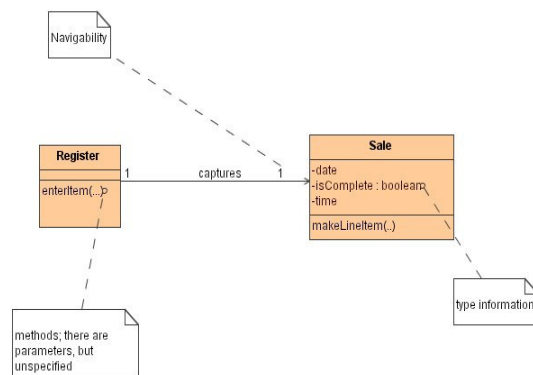 Navigability
Sale
Register
1
captures
1
-date
-isComplete : boolean
-time
enterItem(...)
makeLineItem(..)
type information
methods; there are
parameters, but
unspecified